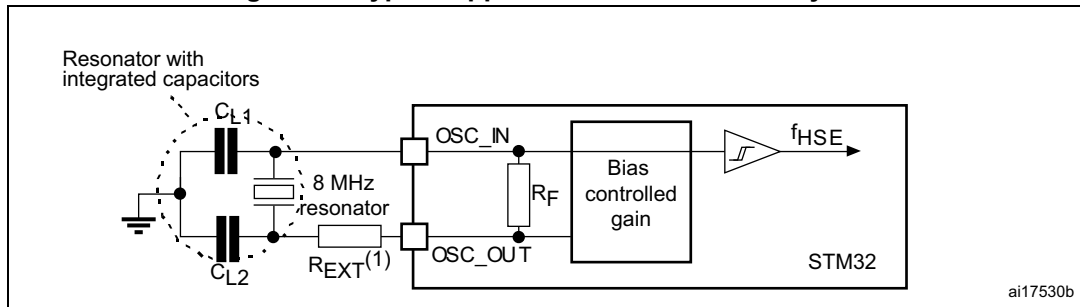 Resonator with
integrated capacitors
CL1
OSC_IN
fHSE
8 MHz
resonator
RF
Bias
controlled
gain
REXT(1)
OSC_OUT
STM32
CL2
ai17530b